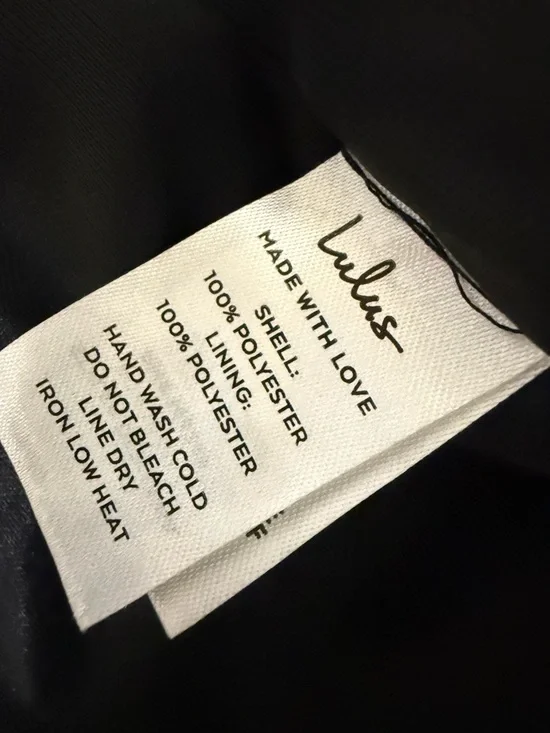 Lulus
MADE WITH LOVE
SHELL:
100% POLYESTER
LINING:
100% POLYESTER
HAND WASH COLD
DO NOT BLEACH
LINE DRY
IRON LOW HEAT